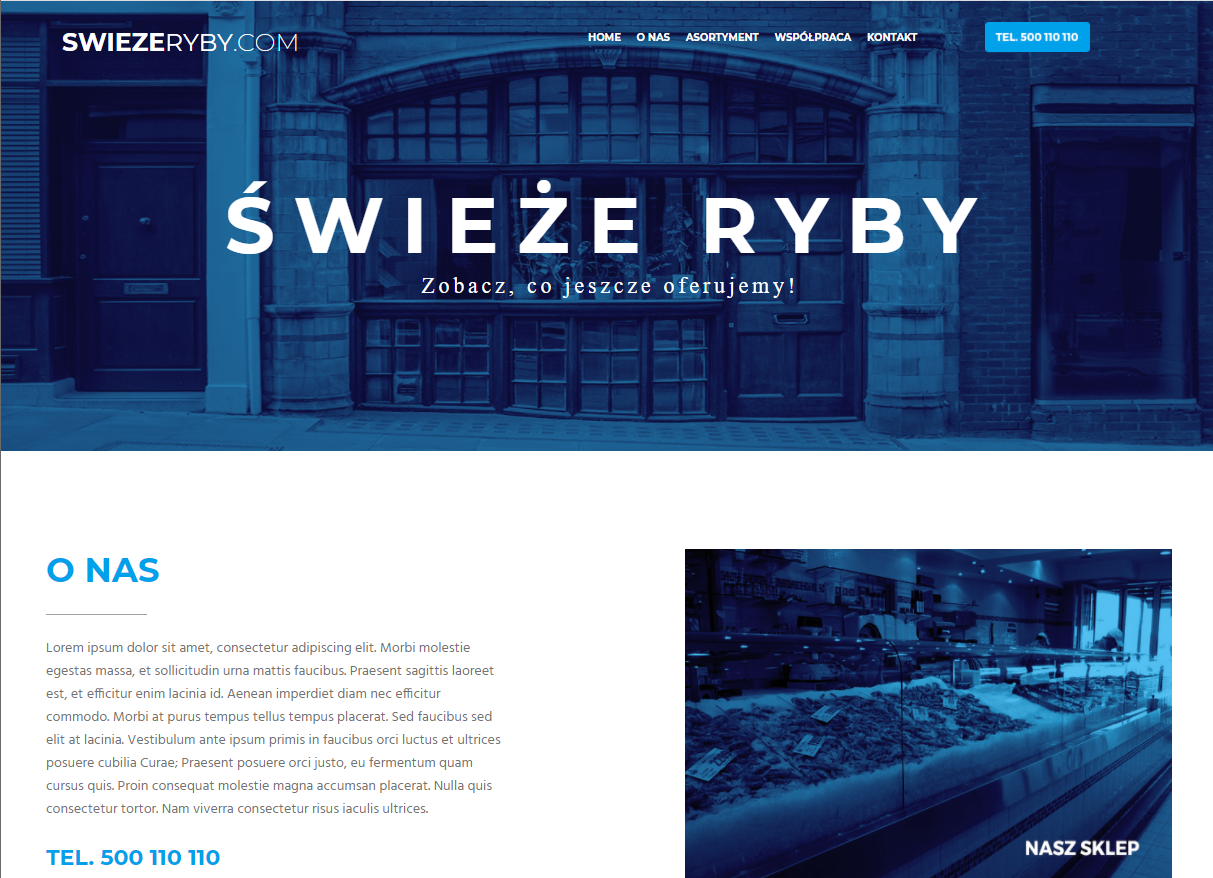 SWIEZERYBY.COM
HOME O NAS ASORTYMENT WSPÓŁPRACA KONTAKT
TEL. 500 110 110
ŚWIEŻE RYBY
Zobacz, co jeszcze oferujemy!
O NAS
Lorem ipsum dolor sit amet, consectetur adipiscing elit. Morbi molestie
egestas massa, et sollicitudin urna mattis faucibus. Praesent sagittis laoreet
est, et efficitur enim lacinia id. Aenean imperdiet diam nec efficitur
commodo. Morbi at purus tempus tellus tempus placerat. Sed faucibus sed
elit at lacinia. Vestibulum ante ipsum primis in faucibus orci luctus et ultrices
posuere cubilia Curae; Praesent posuere orci justo, eu fermentum quam
cursus quis. Proin consequat molestie magna accumsan placerat. Nulla quis
consectetur tortor. Nam viverra consectetur risus iaculis ultrices.
TEL. 500 110 110
NASZ SKLEP